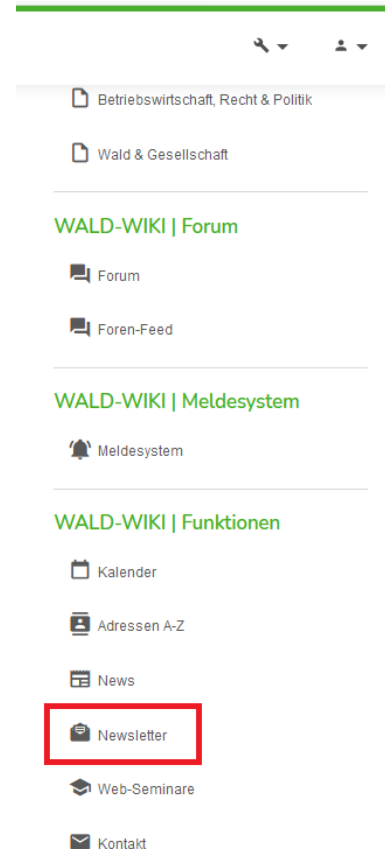 Betriebswirtschaft, Recht & Politik
Wald & Gesellschaft
WALD-WIKI | Forum
Forum
Foren-Feed
WALD-WIKI | Meldesystem
Meldesystem
WALD-WIKI | Funktionen
Kalender
Adressen A-Z
News
Newsletter
Web-Seminare
Kontakt